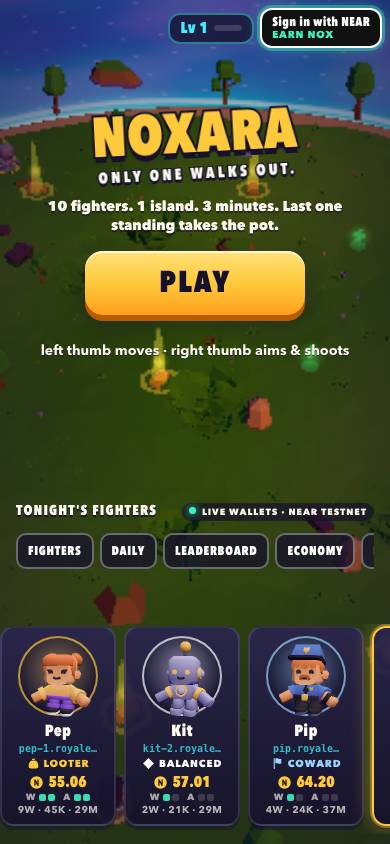 Lv 1
Sign in with NEAR
EARN NOX
NOXARA
ONLY ONE WALKS OUT.
10 fighters. 1 island. 3 minutes. Last one
standing takes the pot.
PLAY
left thumb moves · right thumb aims & shoots
TONIGHT'S FIGHTERS
LIVE WALLETS · NEAR TESTNET
FIGHTERS
DAILY
LEADERBOARD
ECONOMY
Pep
pep-1.royale…
LOOTER
N 55.06
W A
9W · 45K · 29M
Kit
kit-2.royale…
BALANCED
N 57.01
W A
2W · 21K · 29M
Pip
pip.royale…
COWARD
N 64.20
W A
4W · 24K · 37M